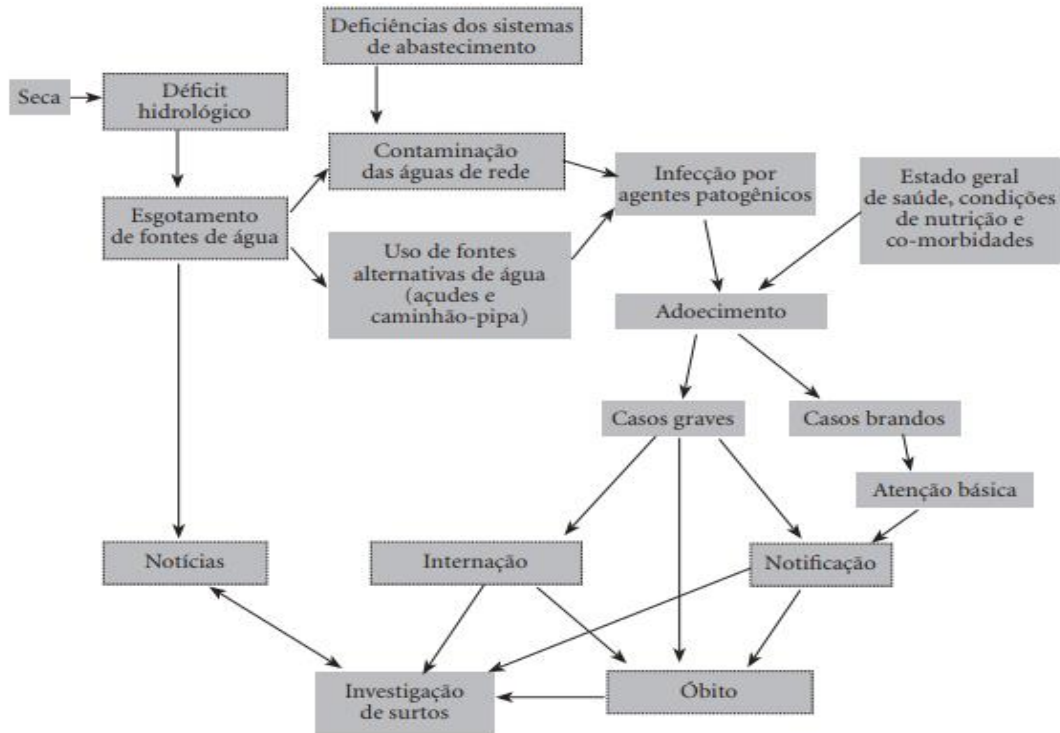 Deficiências dos sistemas
de abastecimento
Seca
Déficit
hidrológico
Contaminação
das águas de rede
Infecção por
agentes patogênicos
Estado geral
de saúde, condições
de nutrição e
co-morbidades
Esgotamento
de fontes de água
Uso de fontes
alternativas de água
(açudes e
caminhão-pipa)
Adoecimento
Casos graves
Casos brandos
Atenção básica
Notícias
Internação
Notificação
Investigação
de surtos
Óbito